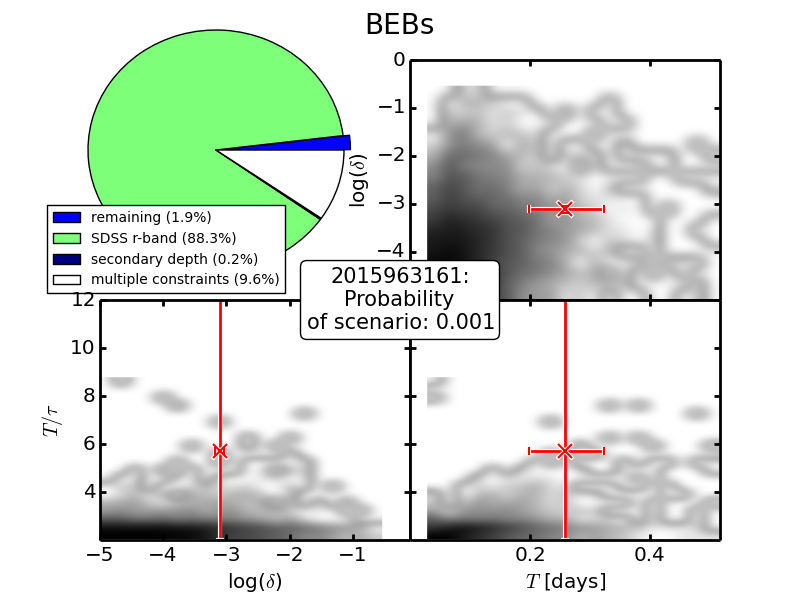 BEBs
remaining (1.9%)
SDSS r-band (88.3%)
secondary depth (0.2%)
multiple constraints (9.6%)
0
−1
−2
−3
−4
log(δ)
2015963161:
Probability
of scenario: 0.001
12
10
8
6
4
T/τ
−5 −4 −3 −2 −1
log(δ)
0.2 0.4
T [days]